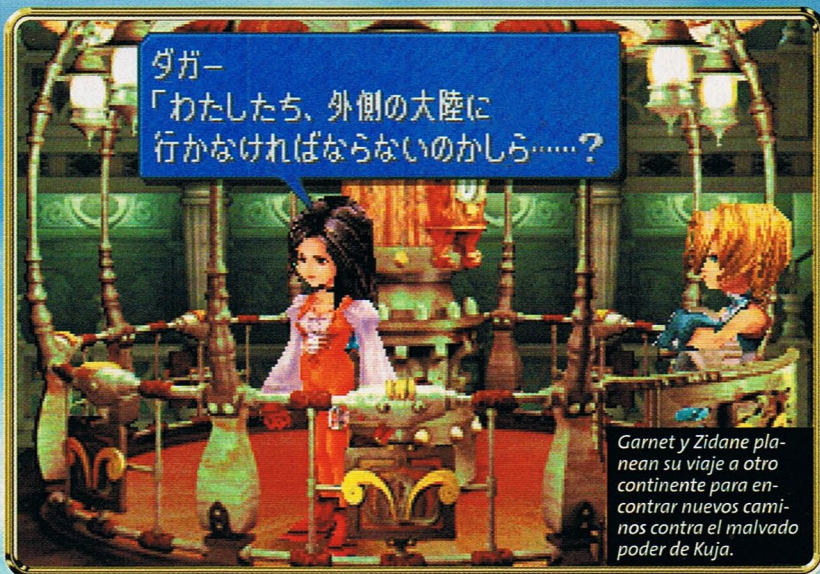 ダガー
「わたしたち、外側の大陸に
行かなければならないのかしら……?
Garnet y Zidane pla-
nean su viaje a otro
continente para en-
contrar nuevos cami-
nos contra el malvado
poder de Kuja.